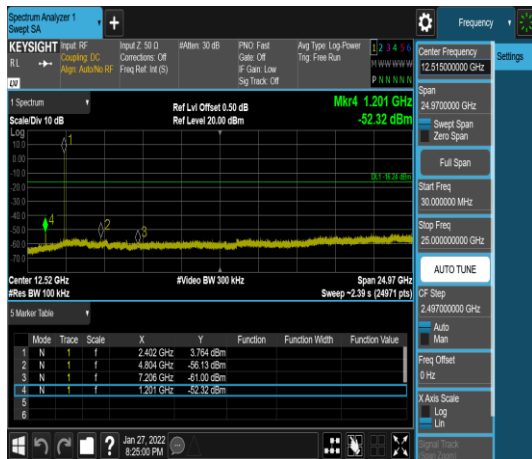 Spectrum Analyzer 1
Swept SA
+
Frequency
KEYSIGHT Input: RF Input Z: 50 Ω #Atten: 30 dB PNO: Fast Avg Type: Log-Power 1 2 3 4 5 6
RL Coupling: DC Corrections: Off Gate: Off Trig: Free Run M W W W W W
Align: Auto/No RF Freq Ref: Int (S) IF Gain: Low
Sig Track: Off P N N N N N
LXI
1 Spectrum Ref Lvl Offset 0.50 dB Mkr4 1.201 GHz
Scale/Div 10 dB Ref Level 20.00 dBm -52.32 dBm
Log
10.0
0.00
-10.0
DL1 -16.24 dBm
-20.0
-30.0
-40.0
-50.0
-60.0
-70.0
1
4
2
3
Center 12.52 GHz #Video BW 300 kHz Span 24.97 GHz
#Res BW 100 kHz Sweep ~2.39 s (24971 pts)
5 Marker Table
Mode Trace Scale X Y Function Function Width Function Value
1 N 1 f 2.402 GHz 3.764 dBm
2 N 1 f 4.804 GHz -56.13 dBm
3 N 1 f 7.206 GHz -61.00 dBm
4 N 1 f 1.201 GHz -52.32 dBm
5
6
Jan 27, 2022
8:25:00 PM
?
Center Frequency
12.515000000 GHz
Settings
Span
24.9700000 GHz
Swept Span
Zero Span
Full Span
Start Freq
30.000000 MHz
Stop Freq
25.000000000 GHz
AUTO TUNE
CF Step
2.497000000 GHz
Auto
Man
Freq Offset
0 Hz
X Axis Scale
Log
Lin
Signal Track
(Span Zoom)